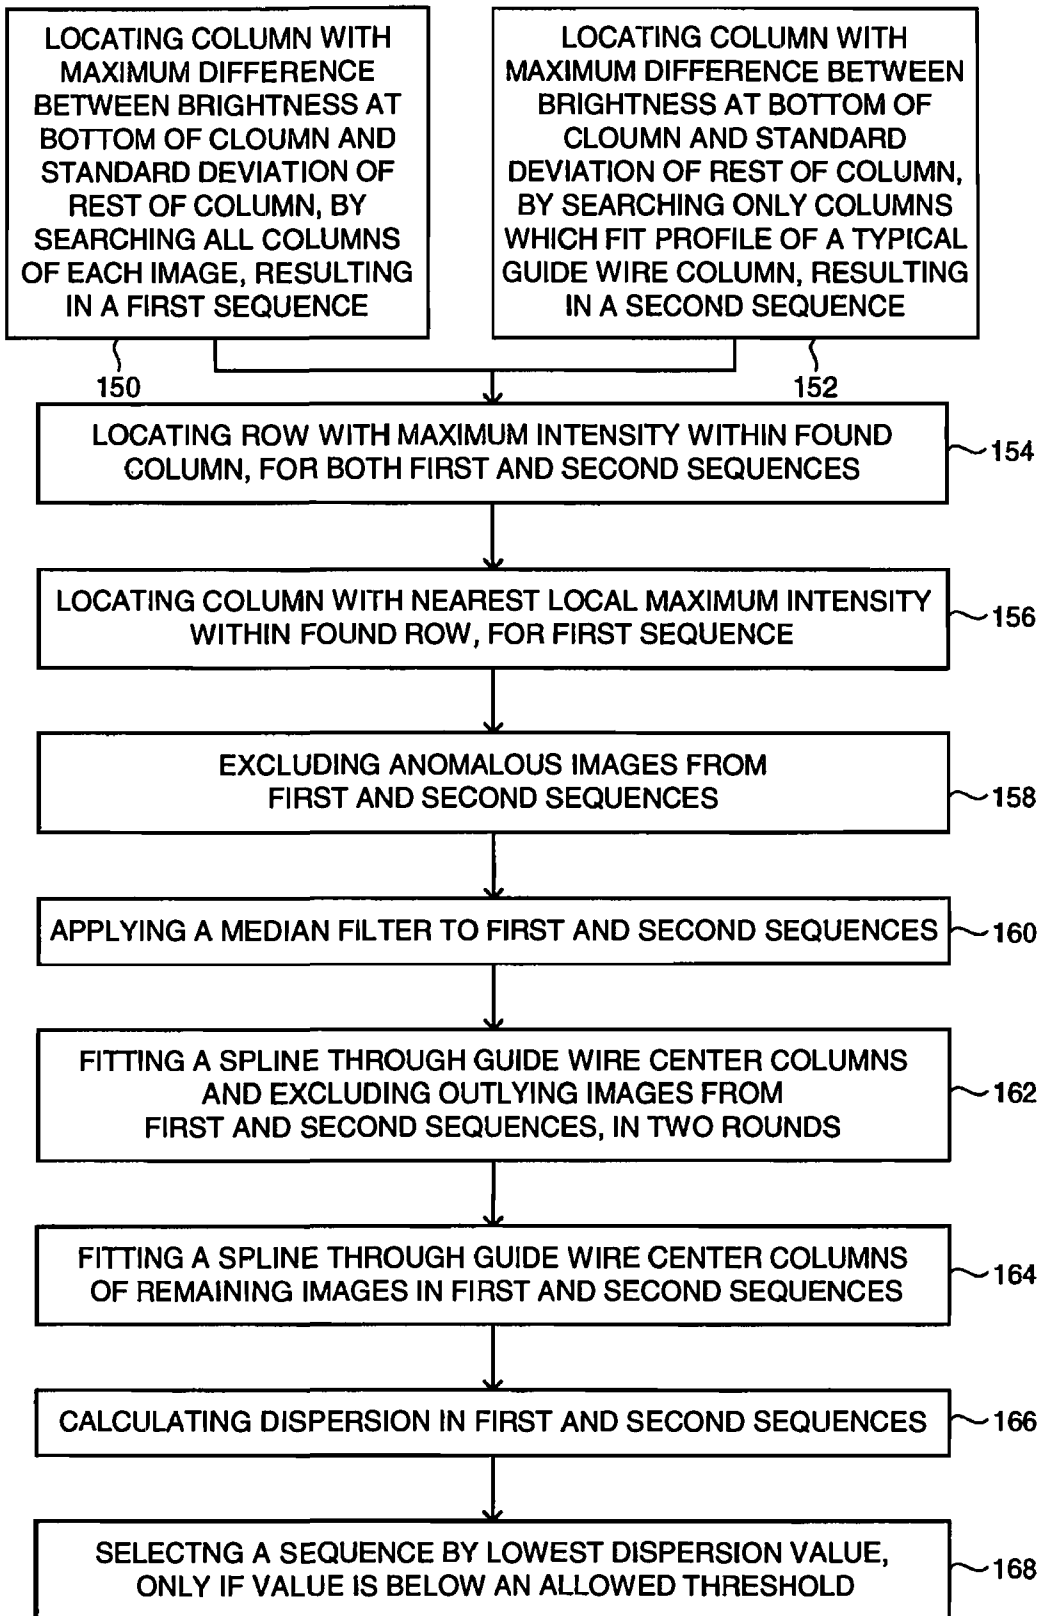 LOCATING COLUMN WITH
MAXIMUM DIFFERENCE
BETWEEN BRIGHTNESS AT
BOTTOM OF CLOUMN AND
STANDARD DEVIATION OF
REST OF COLUMN, BY
SEARCHING ALL COLUMNS
OF EACH IMAGE, RESULTING
IN A FIRST SEQUENCE
150
LOCATING COLUMN WITH
MAXIMUM DIFFERENCE BETWEEN
BRIGHTNESS AT BOTTOM OF
CLOUMN AND STANDARD
DEVIATION OF REST OF COLUMN,
BY SEARCHING ONLY COLUMNS
WHICH FIT PROFILE OF A TYPICAL
GUIDE WIRE COLUMN, RESULTING
IN A SECOND SEQUENCE
152
LOCATING ROW WITH MAXIMUM INTENSITY WITHIN FOUND
COLUMN, FOR BOTH FIRST AND SECOND SEQUENCES
154
LOCATING COLUMN WITH NEAREST LOCAL MAXIMUM INTENSITY
WITHIN FOUND ROW, FOR FIRST SEQUENCE
156
EXCLUDING ANOMALOUS IMAGES FROM
FIRST AND SECOND SEQUENCES
158
APPLYING A MEDIAN FILTER TO FIRST AND SECOND SEQUENCES
160
FITTING A SPLINE THROUGH GUIDE WIRE CENTER COLUMNS
AND EXCLUDING OUTLYING IMAGES FROM
FIRST AND SECOND SEQUENCES, IN TWO ROUNDS
162
FITTING A SPLINE THROUGH GUIDE WIRE CENTER COLUMNS
OF REMAINING IMAGES IN FIRST AND SECOND SEQUENCES
164
CALCULATING DISPERSION IN FIRST AND SECOND SEQUENCES
166
SELECTNG A SEQUENCE BY LOWEST DISPERSION VALUE,
ONLY IF VALUE IS BELOW AN ALLOWED THRESHOLD
168